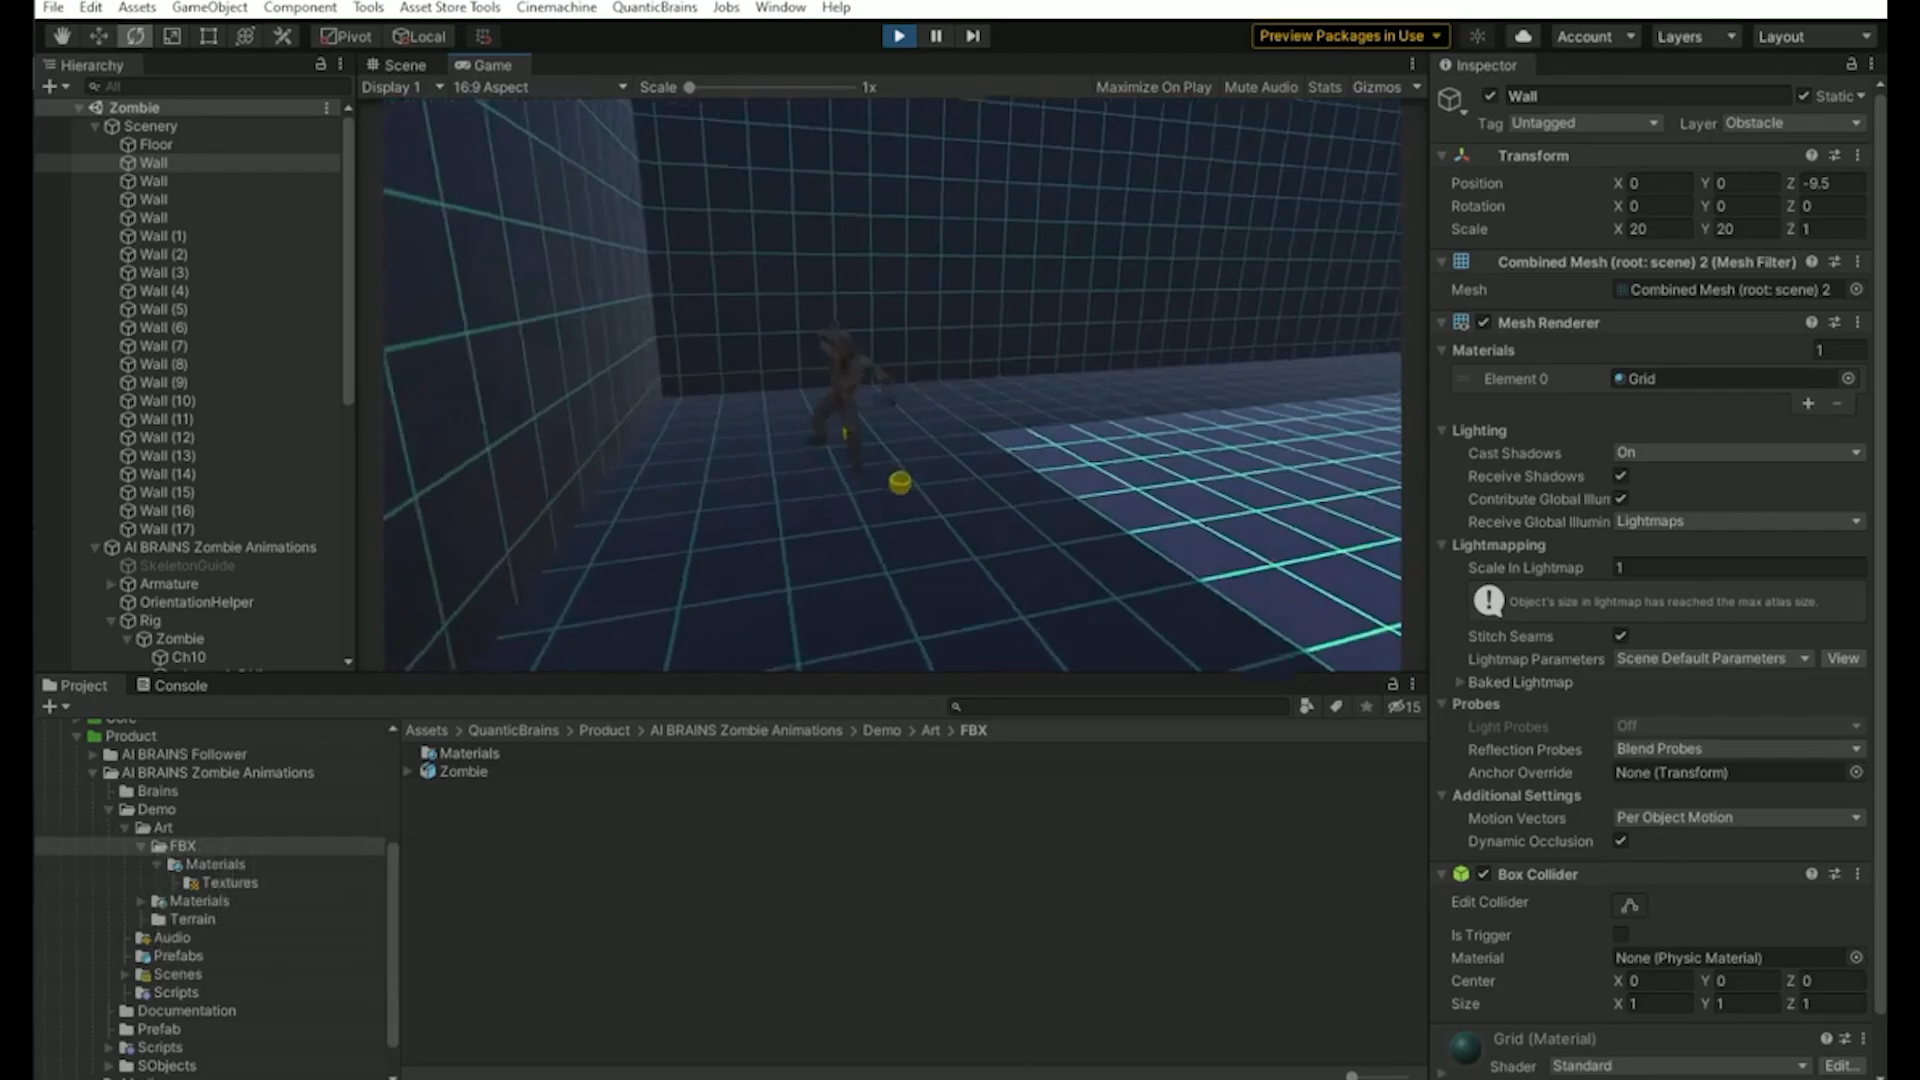 File Edit Assets GameObject Component Tools Asset Store Tools Cinemachine QuanticBrains Jobs Window Help
Pivot Local Preview Packages in Use Account Layers Layout
Hierarchy
All
Zombie
Scenery
Floor
Wall
Wall
Wall
Wall
Wall (1)
Wall (2)
Wall (3)
Wall (4)
Wall (5)
Wall (6)
Wall (7)
Wall (8)
Wall (9)
Wall (10)
Wall (11)
Wall (12)
Wall (13)
Wall (14)
Wall (15)
Wall (16)
Wall (17)
AI BRAINS Zombie Animations
SkeletonGuide
Armature
OrientationHelper
Rig
Zombie
Ch10
Scene Game
Display 1 16:9 Aspect Scale 1x Maximize On Play Mute Audio Stats Gizmos
Inspector
Wall Static
Tag Untagged Layer Obstacle
Transform
Position X 0 Y 0 Z -9.5
Rotation X 0 Y 0 Z 0
Scale X 20 Y 20 Z 1
Combined Mesh (root: scene) 2 (Mesh Filter)
Mesh Combined Mesh (root: scene) 2
Mesh Renderer
Materials 1
Element 0 Grid
Lighting
Cast Shadows On
Receive Shadows
Contribute Global Illun
Receive Global Illumin Lightmaps
Lightmapping
Scale In Lightmap 1
Object's size in lightmap has reached the max atlas size.
Stitch Seams
Lightmap Parameters Scene Default Parameters View
Baked Lightmap
Probes
Light Probes Off
Reflection Probes Blend Probes
Anchor Override None (Transform)
Additional Settings
Motion Vectors Per Object Motion
Dynamic Occlusion
Box Collider
Edit Collider
Is Trigger
Material None (Physic Material)
Center X 0 Y 0 Z 0
Size X 1 Y 1 Z 1
Grid (Material)
Shader Standard Edit...
Project Console
15
Product
AI BRAINS Follower
AI BRAINS Zombie Animations
Brains
Demo
Art
FBX
Materials
Textures
Materials
Terrain
Audio
Prefabs
Scenes
Scripts
Documentation
Prefab
Scripts
SObjects
Assets > QuanticBrains > Product > AI BRAINS Zombie Animations > Demo > Art > FBX
Materials
Zombie